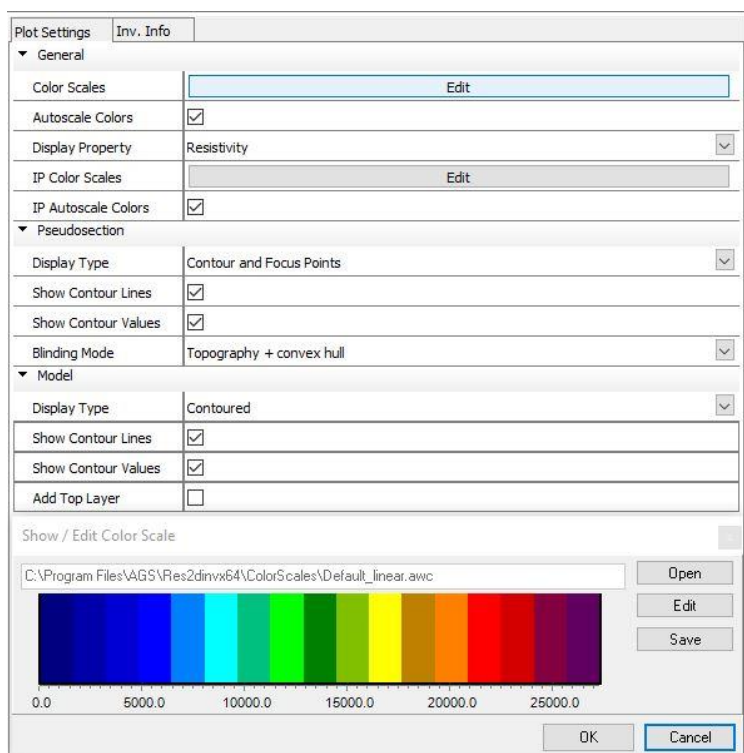 Plot Settings Inv. Info
General
Color Scales Edit
Autoscale Colors
Display Property Resistivity
IP Color Scales Edit
IP Autoscale Colors
Pseudosection
Display Type Contour and Focus Points
Show Contour Lines
Show Contour Values
Blinding Mode Topography + convex hull
Model
Display Type Contoured
Show Contour Lines
Show Contour Values
Add Top Layer
Show / Edit Color Scale
C:\Program Files\AGS\Res2dinvx64\ColorScales\Default_linear.awc Open
Edit
Save
0.0 5000.0 10000.0 15000.0 20000.0 25000.0
OK Cancel